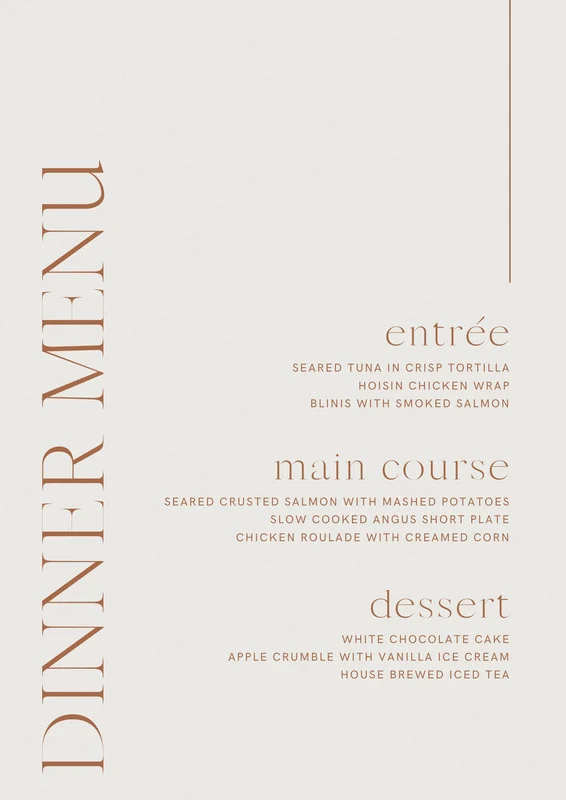 DINNER MENU
entrée
SEARED TUNA IN CRISP TORTILLA
HOISIN CHICKEN WRAP
BLINIS WITH SMOKED SALMON
main course
SEARED CRUSTED SALMON WITH MASHED POTATOES
SLOW COOKED ANGUS SHORT PLATE
CHICKEN ROULADE WITH CREAMED CORN
dessert
WHITE CHOCOLATE CAKE
APPLE CRUMBLE WITH VANILLA ICE CREAM
HOUSE BREWED ICED TEA